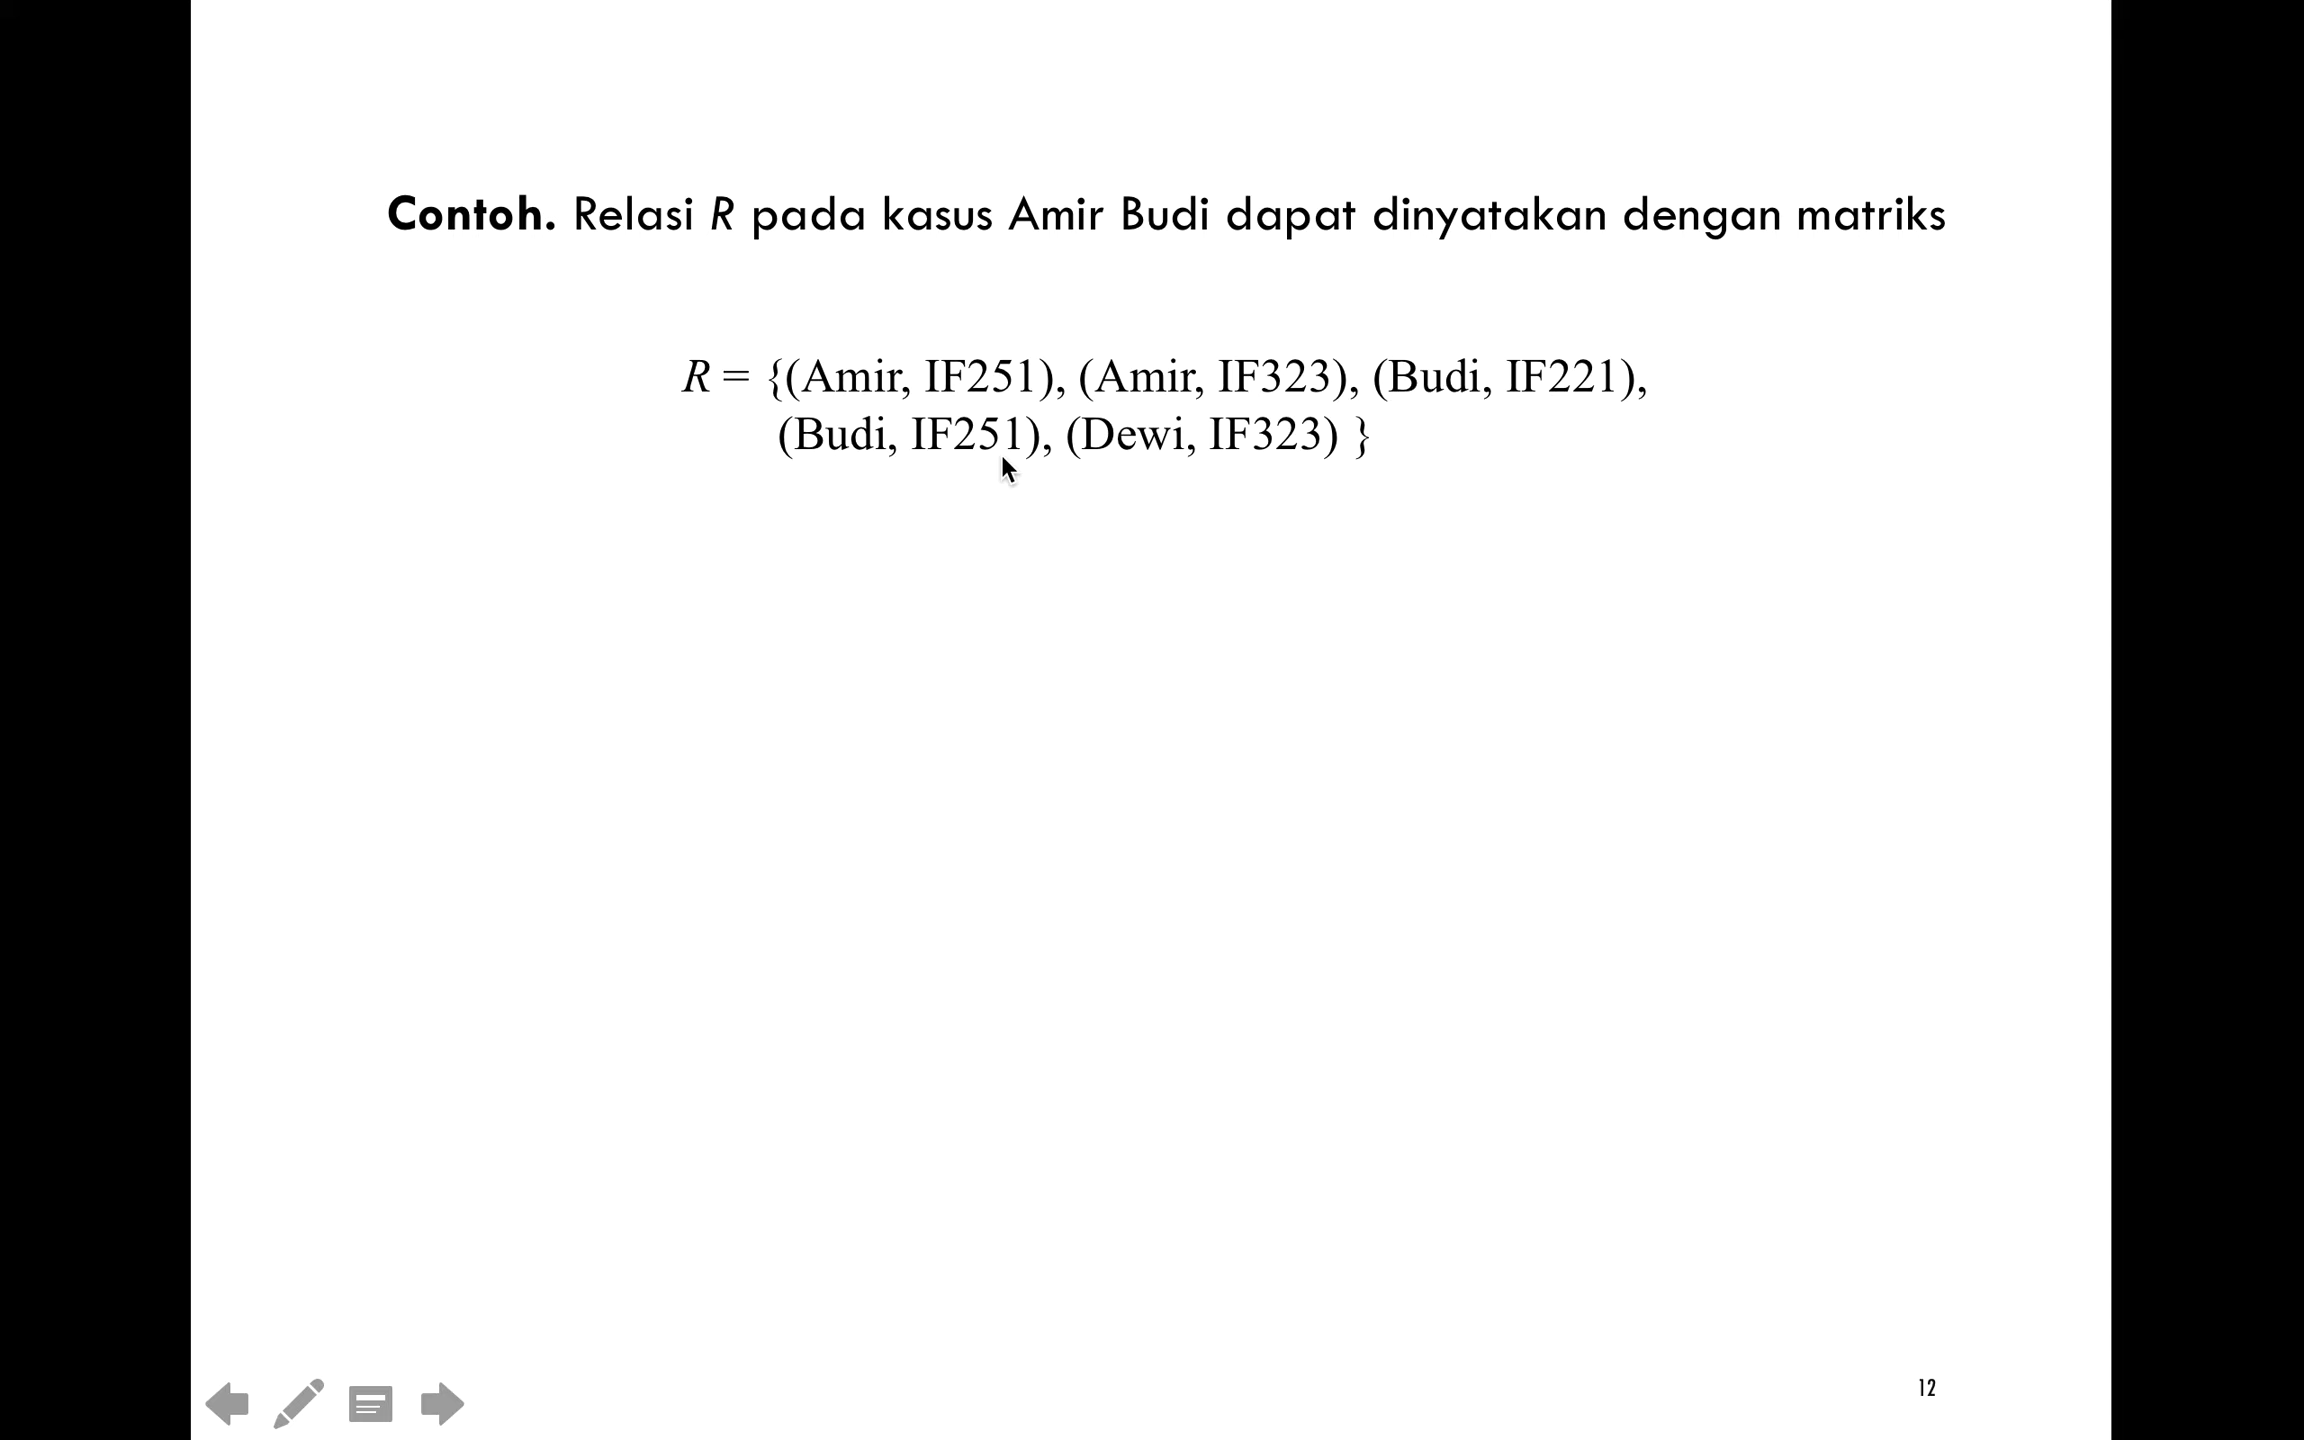 Contoh. Relasi R pada kasus Amir Budi dapat dinyatakan dengan matriks
R = {(Amir, IF251), (Amir, IF323), (Budi, IF221),
(Budi, IF251), (Dewi, IF323) }
12